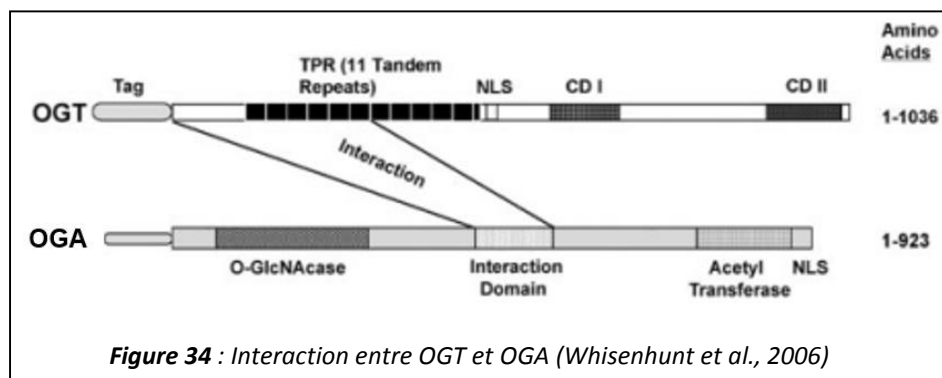 Amino
Acids
TPR (11 Tandem
Repeats)
Tag
NLS
CD I
CD II
OGT
1-1036
Interaction
OGA
1-923
O-GlcNAcase
Interaction
Domain
Acetyl
Transferase
NLS
Figure 34 : Interaction entre OGT et OGA (Whisenhunt et al., 2006)